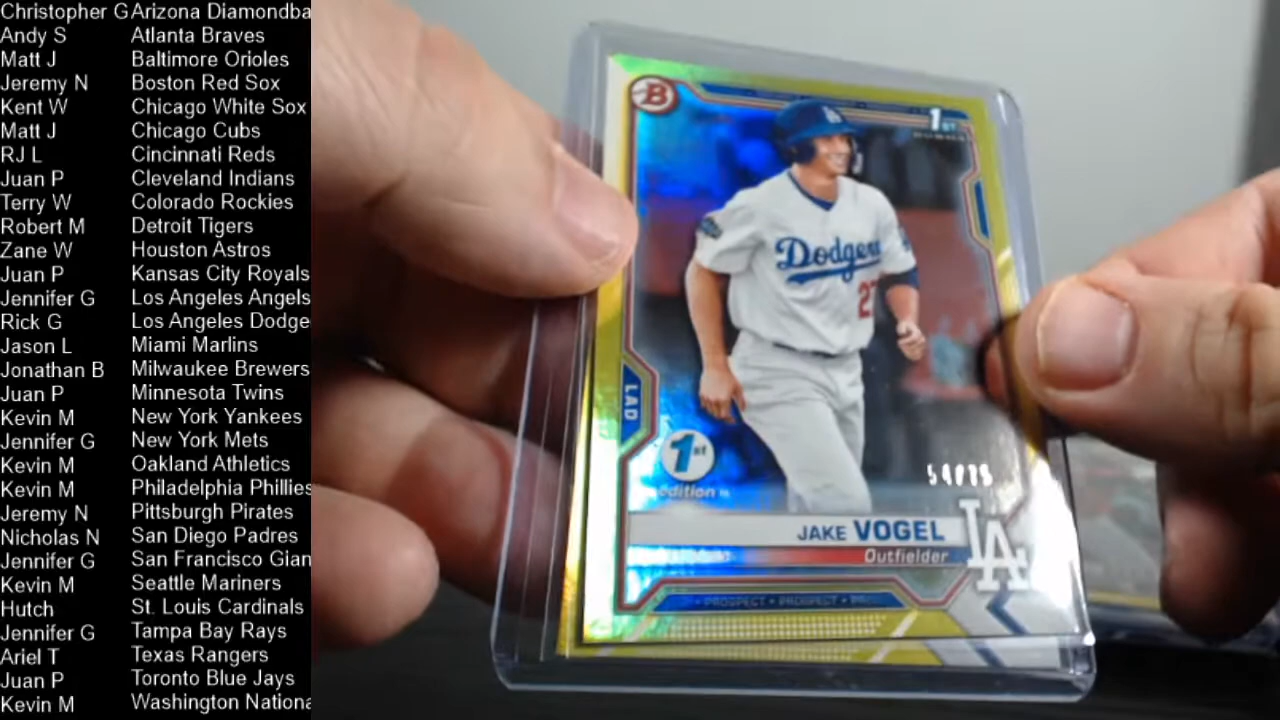 Christopher G Arizona Diamondba
Andy S Atlanta Braves
Matt J Baltimore Orioles
Jeremy N Boston Red Sox
Kent W Chicago White Sox
Matt J Chicago Cubs
RJ L Cincinnati Reds
Juan P Cleveland Indians
Terry W Colorado Rockies
Robert M Detroit Tigers
Zane W Houston Astros
Juan P Kansas City Royals
Jennifer G Los Angeles Angels
Rick G Los Angeles Dodge
Jason L Miami Marlins
Jonathan B Milwaukee Brewers
Juan P Minnesota Twins
Kevin M New York Yankees
Jennifer G New York Mets
Kevin M Oakland Athletics
Kevin M Philadelphia Phillies
Jeremy N Pittsburgh Pirates
Nicholas N San Diego Padres
Jennifer G San Francisco Gian
Kevin M Seattle Mariners
Hutch St. Louis Cardinals
Jennifer G Tampa Bay Rays
Ariel T Texas Rangers
Juan P Toronto Blue Jays
Kevin M Washington Nationa
B
1ST
BOWMAN
Dodgers
27
LAD
1st
edition
JAKE VOGEL
Outfielder
LA
PROSPECT • PROSPECT •